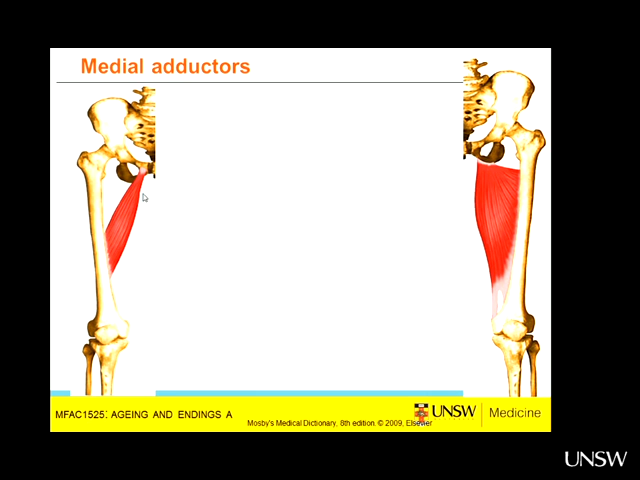 Medial adductors
MFAC1525: AGEING AND ENDINGS A
Mosby's Medical Dictionary, 8th edition. © 2009, Elsevier
UNSW Medicine
UNSW